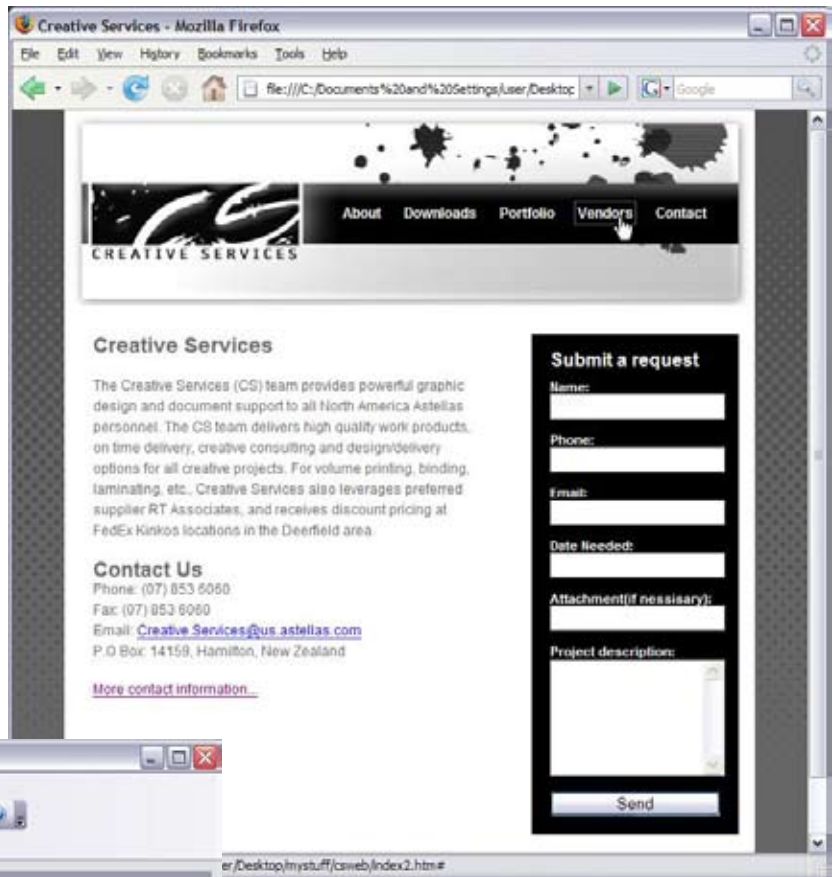 Creative Services - Mozilla Firefox
File Edit View History Bookmarks Tools Help
file:///C:/Documents%20and%20Settings/user/Desktop
Google
About Downloads Portfolio Vendors Contact
CS
CREATIVE SERVICES
Creative Services
The Creative Services (CS) team provides powerful graphic
design and document support to all North America Astellas
personnel. The CS team delivers high quality work products,
on time delivery, creative consulting and design/delivery
options for all creative projects. For volume printing, binding,
laminating, etc., Creative Services also leverages preferred
supplier RT Associates, and receives discount pricing at
FedEx Kinkos locations in the Deerfield area.
Contact Us
Phone: (07) 853 6060
Fax: (07) 853 6060
Email: Creative.Services@us.astellas.com
P.O Box: 14159, Hamilton, New Zealand
More contact information...
Submit a request
Name:
Phone:
Email:
Date Needed:
Attachment(if nessisary):
Project description:
Send
er/Desktop/mystuff/csweb/index2.htm#